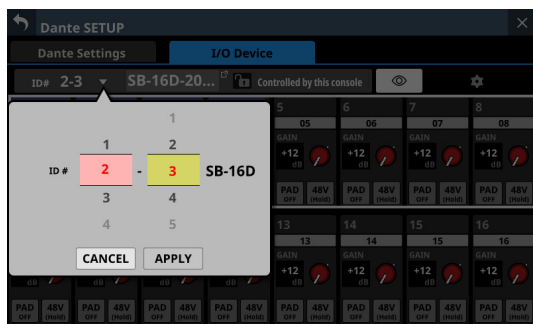 Dante SETUP
Dante Settings I/O Device
ID# 2-3 SB-16D-20... Controlled by this console
5 6 7 8
05 06 07 08
GAIN GAIN GAIN GAIN
+12 +12 +12 +12
dB dB dB dB
PAD 48V PAD 48V PAD 48V PAD 48V
OFF (Hold) OFF (Hold) OFF (Hold) OFF (Hold)
1
1 2
ID # 2 - 3 SB-16D
3 4
4 5
CANCEL APPLY
13 14 15 16
13 14 15 16
GAIN GAIN GAIN GAIN
+12 +12 +12 +12
dB dB dB dB dB dB dB dB
PAD 48V PAD 48V PAD 48V PAD 48V PAD 48V PAD 48V PAD 48V PAD 48V
OFF (Hold) OFF (Hold) OFF (Hold) OFF (Hold) OFF (Hold) OFF (Hold) OFF (Hold) OFF (Hold)